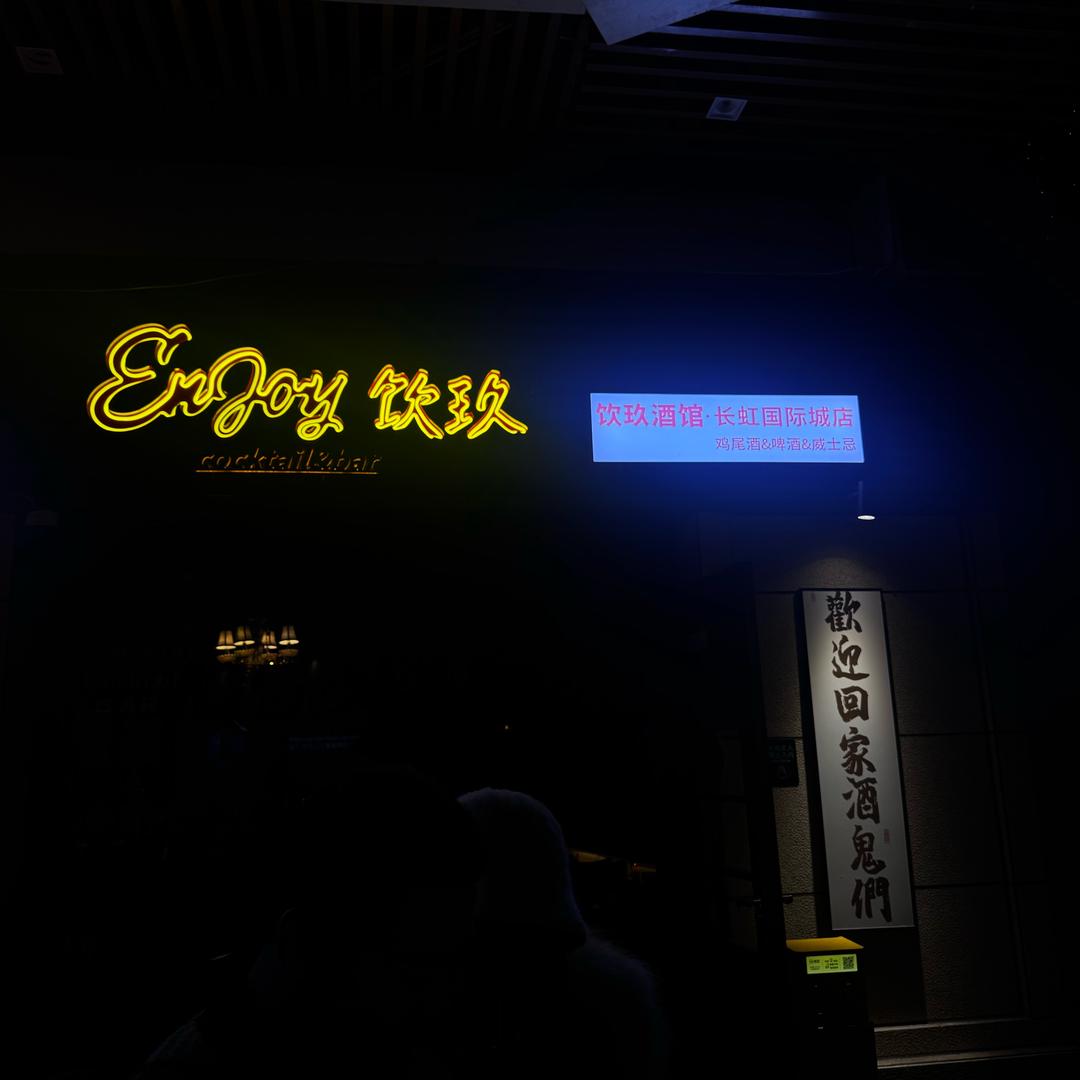 EnJoy 饮玖
cocktail&bar
饮玖酒馆·长虹国际城店
鸡尾酒&啤酒&威士忌
歡迎回家酒鬼們